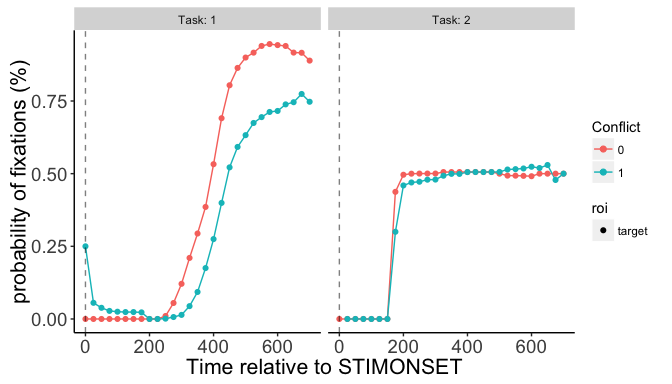 Task: 1
Task: 2
probability of fixations (%)
0.75
0.50
0.25
0.00
0
200
400
600
0
200
400
600
Time relative to STIMONSET
Conflict
0
1
roi
target